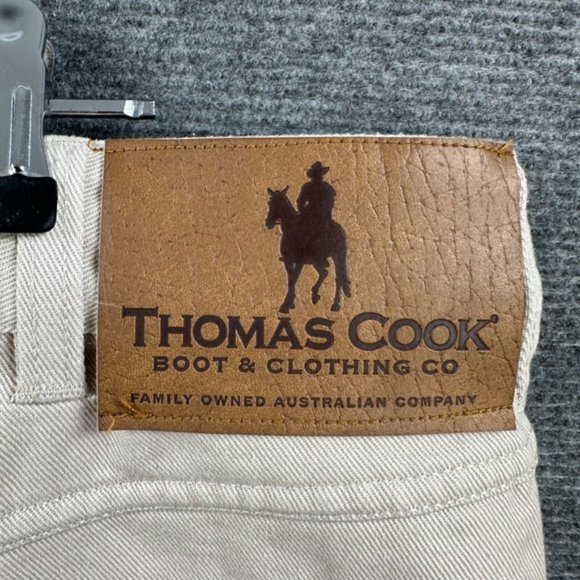 THOMAS COOK®
BOOT & CLOTHING CO
FAMILY OWNED AUSTRALIAN COMPANY